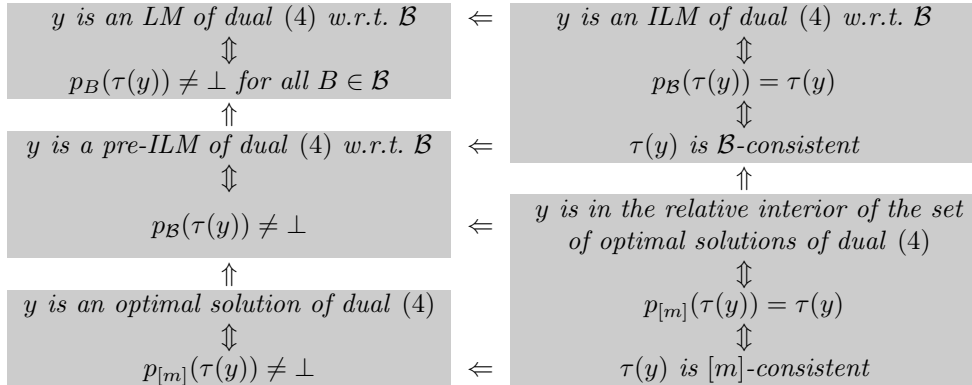 y is an LM of dual (4) w.r.t. ℬ ⇐ y is an ILM of dual (4) w.r.t. ℬ
⇕ ⇕
p_B(τ(y)) ≠ ⊥ for all B ∈ ℬ p_ℬ(τ(y)) = τ(y)
⇑ ⇕
y is a pre-ILM of dual (4) w.r.t. ℬ ⇐ τ(y) is ℬ-consistent
⇕ ⇑
p_ℬ(τ(y)) ≠ ⊥ ⇐ y is in the relative interior of the set
of optimal solutions of dual (4)
⇑ ⇕
y is an optimal solution of dual (4) p_[m](τ(y)) = τ(y)
⇕ ⇕
p_[m](τ(y)) ≠ ⊥ ⇐ τ(y) is [m]-consistent